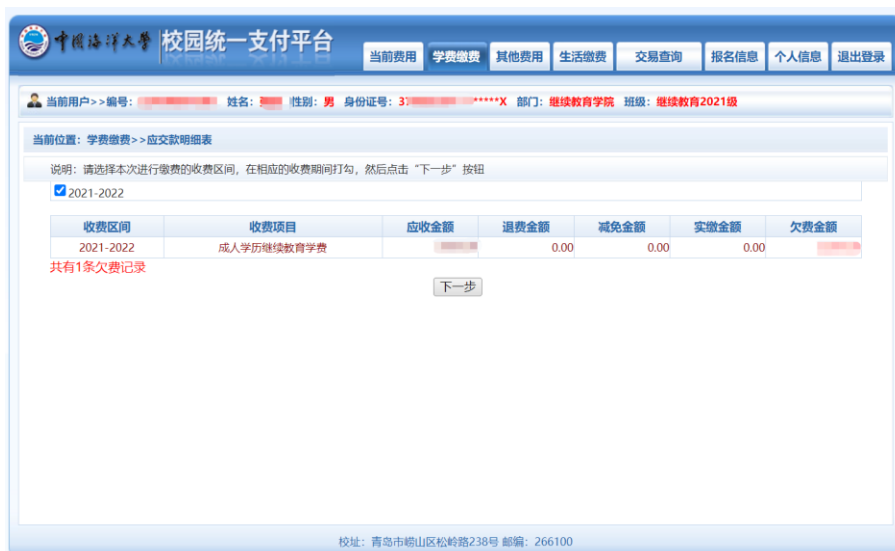 中国海洋大学 校园统一支付平台
当前费用 学费缴费 其他费用 生活缴费 交易查询 报名信息 个人信息 退出登录
当前用户>>编号: 姓名: 性别: 男 身份证号: 37 *****X 部门: 继续教育学院 班级: 继续教育2021级
当前位置: 学费缴费>>应交款明细表
说明: 请选择本次进行缴费的收费区间, 在相应的收费期间打勾, 然后点击“下一步”按钮
2021-2022
收费区间 收费项目 应收金额 退费金额 减免金额 实缴金额 欠费金额
2021-2022 成人学历继续教育学费 0.00 0.00 0.00
共有1条欠费记录
下一步
校址: 青岛市崂山区松岭路238号 邮编: 266100